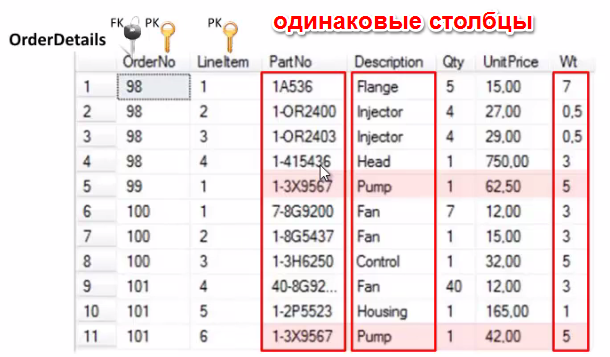 FK PK PK одинаковые столбцы
OrderDetails
OrderNo LineItem PartNo Description Qty UnitPrice Wt
1 98 1 1A536 Flange 5 15,00 7
2 98 2 1-OR2400 Injector 4 27,00 0,5
3 98 3 1-OR2403 Injector 4 29,00 0,5
4 98 4 1-415436 Head 1 750,00 3
5 99 1 1-3X9567 Pump 1 62,50 5
6 100 1 7-8G9200 Fan 7 12,00 3
7 100 2 1-8G5437 Fan 1 15,00 3
8 100 3 1-3H6250 Control 1 32,00 5
9 101 4 40-8G92... Fan 40 12,00 3
10 101 5 1-2P5523 Housing 1 165,00 1
11 101 6 1-3X9567 Pump 1 42,00 5